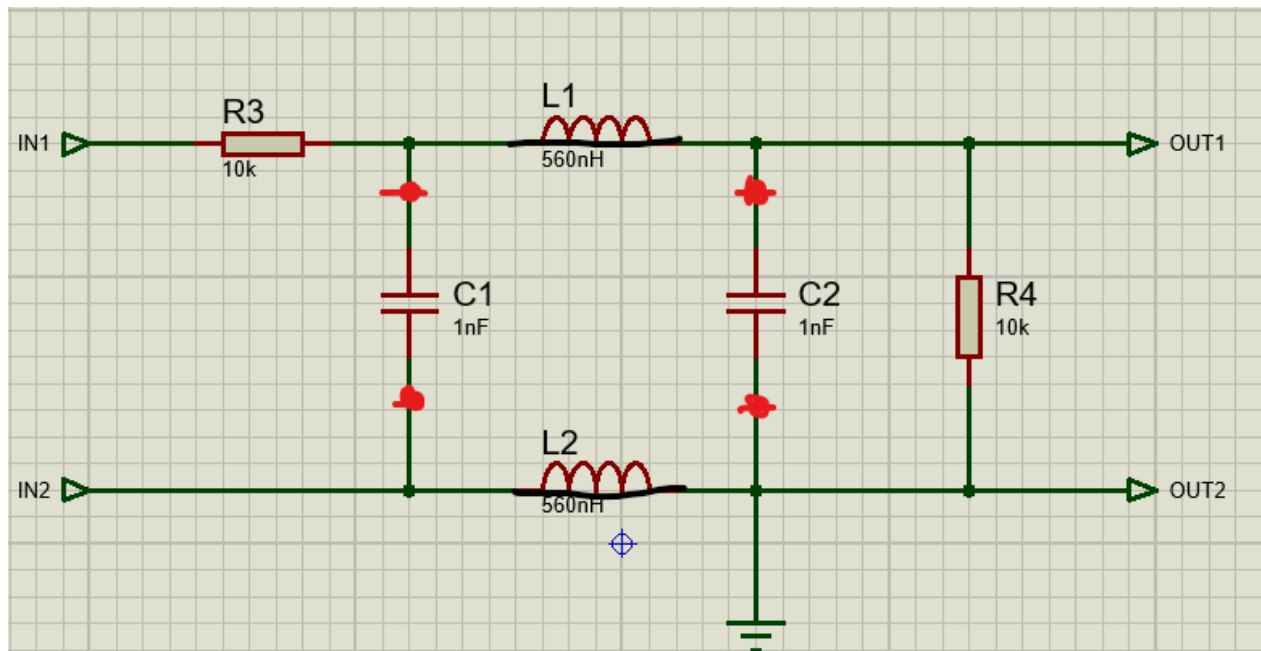 L1
R3
IN1
OUT1
10k
560nH
C1
1nF
C2
1nF
R4
10k
L2
IN2
OUT2
560nH